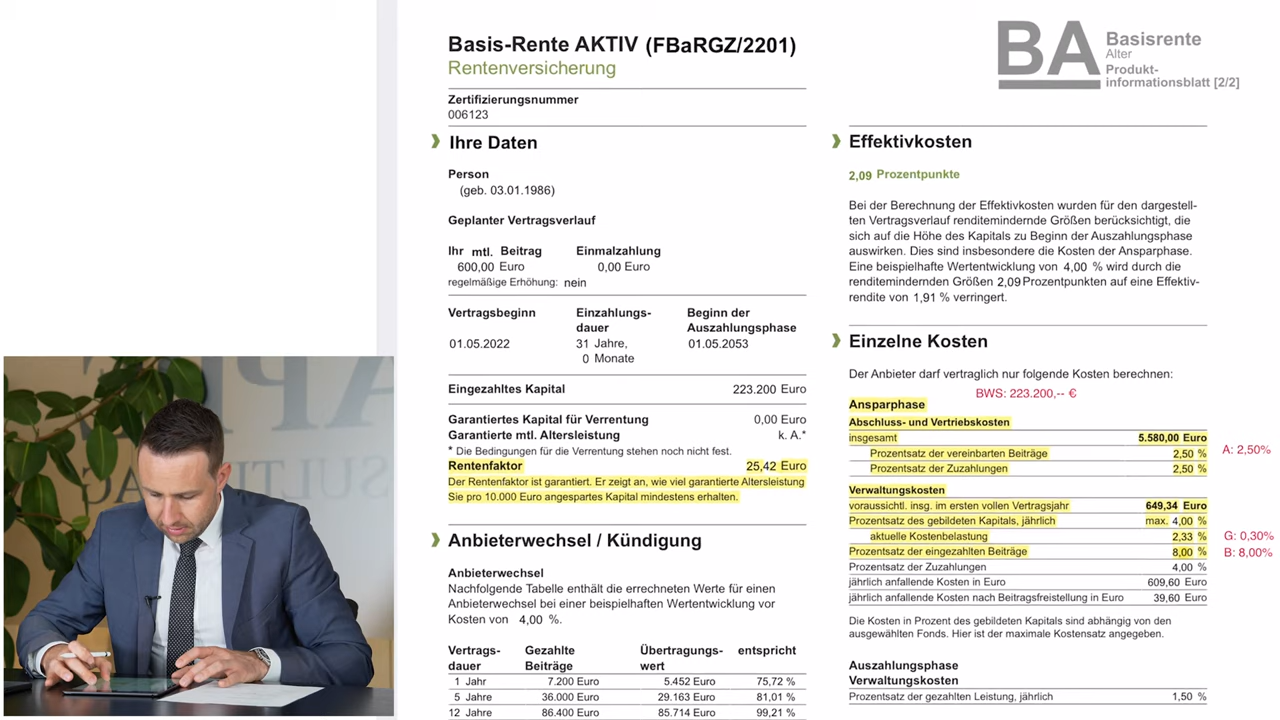 Basis-Rente AKTIV (FBaRGZ/2201)
Rentenversicherung
Zertifizierungsnummer
006123
Ihre Daten
Person
(geb. 03.01.1986)
Geplanter Vertragsverlauf
Ihr mtl. Beitrag Einmalzahlung
600,00 Euro 0,00 Euro
regelmäßige Erhöhung: nein
Vertragsbeginn Einzahlungs- Beginn der
dauer Auszahlungsphase
01.05.2022 31 Jahre, 01.05.2053
0 Monate
Eingezahltes Kapital 223.200 Euro
Garantiertes Kapital für Verrentung 0,00 Euro
Garantierte mtl. Altersleistung k. A.*
* Die Bedingungen für die Verrentung stehen noch nicht fest.
Rentenfaktor 25,42 Euro
Der Rentenfaktor ist garantiert. Er zeigt an, wie viel garantierte Altersleistung
Sie pro 10.000 Euro angespartes Kapital mindestens erhalten.
Anbieterwechsel / Kündigung
Anbieterwechsel
Nachfolgende Tabelle enthält die errechneten Werte für einen
Anbieterwechsel bei einer beispielhaften Wertentwicklung vor
Kosten von 4,00 %.
Vertrags- Gezahlte Übertragungs- entspricht
dauer Beiträge wert
1 Jahr 7.200 Euro 5.452 Euro 75,72 %
5 Jahre 36.000 Euro 29.163 Euro 81,01 %
12 Jahre 86.400 Euro 85.714 Euro 99,21 %
BA Basisrente
Alter
Produkt-
informationsblatt [2/2]
Effektivkosten
2,09 Prozentpunkte
Bei der Berechnung der Effektivkosten wurden für den dargestell-
ten Vertragsverlauf renditemindernde Größen berücksichtigt, die
sich auf die Höhe des Kapitals zu Beginn der Auszahlungsphase
auswirken. Dies sind insbesondere die Kosten der Ansparphase.
Eine beispielhafte Wertentwicklung von 4,00 % wird durch die
renditemindernden Größen 2,09 Prozentpunkten auf eine Effektiv-
rendite von 1,91 % verringert.
Einzelne Kosten
Der Anbieter darf vertraglich nur folgende Kosten berechnen:
BWS: 223.200,-- €
Ansparphase
Abschluss- und Vertriebskosten
insgesamt 5.580,00 Euro
Prozentsatz der vereinbarten Beiträge 2,50 % A: 2,50%
Prozentsatz der Zuzahlungen 2,50 %
Verwaltungskosten
voraussichtl. insg. im ersten vollen Vertragsjahr 649,34 Euro
Prozentsatz des gebildeten Kapitals, jährlich max. 4,00 %
aktuelle Kostenbelastung 2,33 % G: 0,30%
Prozentsatz der eingezahlten Beiträge 8,00 % B: 8,00%
Prozentsatz der Zuzahlungen 4,00 %
jährlich anfallende Kosten in Euro 609,60 Euro
jährlich anfallende Kosten nach Beitragsfreistellung in Euro 39,60 Euro
Die Kosten in Prozent des gebildeten Kapitals sind abhängig von den
ausgewählten Fonds. Hier ist der maximale Kostensatz angegeben.
Auszahlungsphase
Verwaltungskosten
Prozentsatz der gezahlten Leistung, jährlich 1,50 %